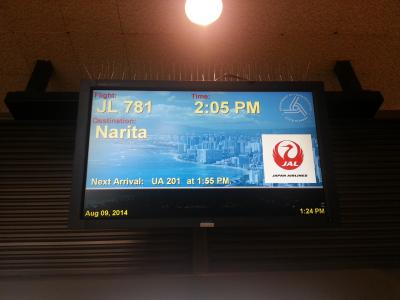 Flight: Time:
JL 781 2:05 PM
Destination:
Narita
JAL
JAPAN AIRLINES
Next Arrival: UA 201 at 1:55 PM
Aug 09, 2014 1:24 PM